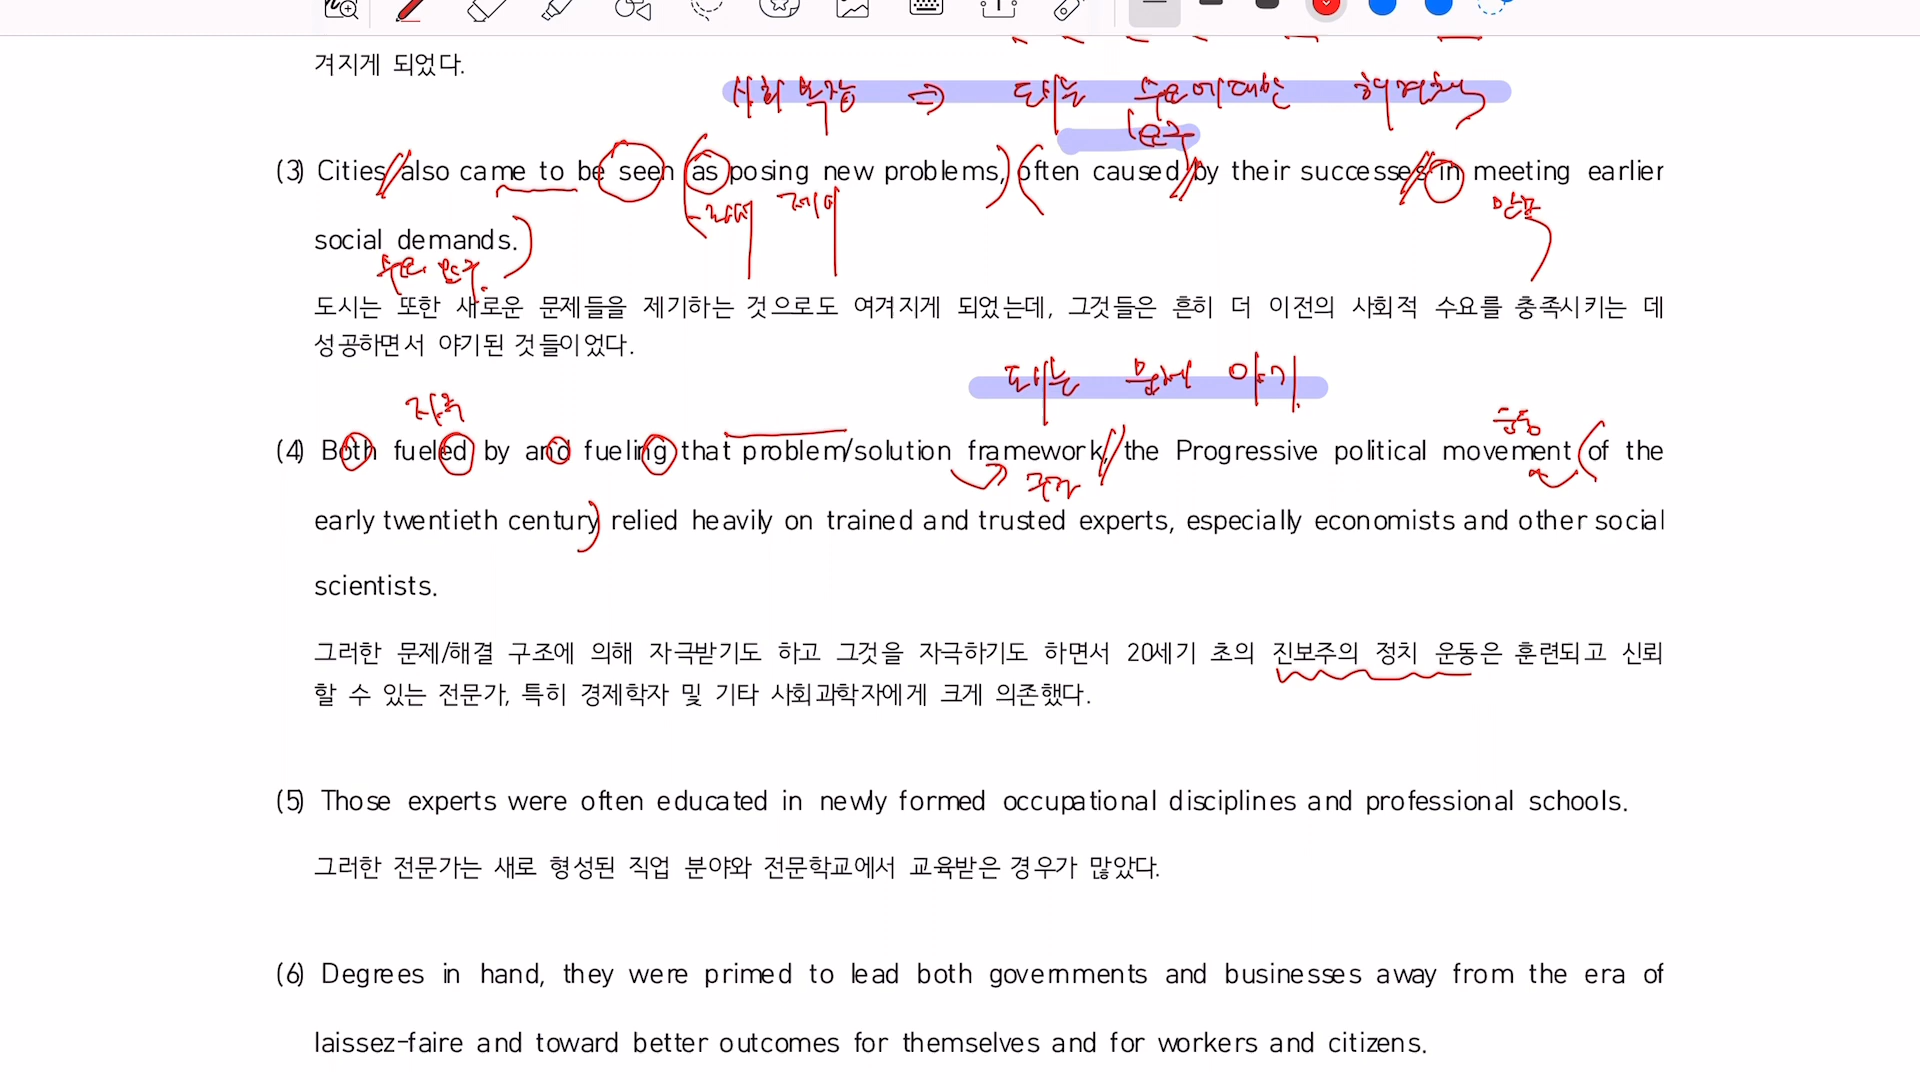 겨지게 되었다.
사회 복지 ⇒ 도시는 수요에 대한 해결책
(욕구
(3) Cities also came to be seen as posing new problems, often caused by their successes in meeting earlier
제기 만족
social demands.
수요 욕구.
도시는 또한 새로운 문제들을 제기하는 것으로도 여겨지게 되었는데, 그것들은 흔히 더 이전의 사회적 수요를 충족시키는 데
성공하면서 야기된 것들이었다.
도시는 문제 야기.
자극 운동
(4) Both fueled by and fueling that problem/solution framework, the Progressive political movement of the
구조
early twentieth century relied heavily on trained and trusted experts, especially economists and other social
scientists.
그러한 문제/해결 구조에 의해 자극받기도 하고 그것을 자극하기도 하면서 20세기 초의 진보주의 정치 운동은 훈련되고 신뢰
할 수 있는 전문가, 특히 경제학자 및 기타 사회과학자에게 크게 의존했다.
(5) Those experts were often educated in newly formed occupational disciplines and professional schools.
그러한 전문가는 새로 형성된 직업 분야와 전문학교에서 교육받은 경우가 많았다.
(6) Degrees in hand, they were primed to lead both governments and businesses away from the era of
laissez-faire and toward better outcomes for themselves and for workers and citizens.